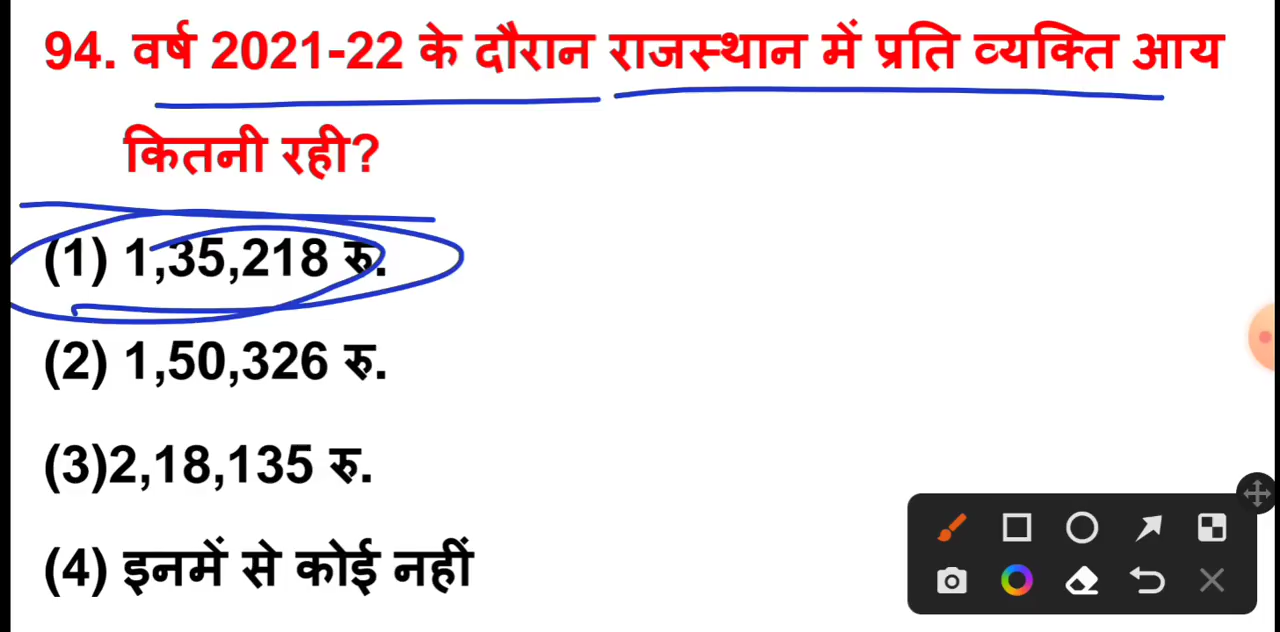 94. वर्ष 2021-22 के दौरान राजस्थान में प्रति व्यक्ति आय
कितनी रही?
(1) 1,35,218 रु.
(2) 1,50,326 रु.
(3)2,18,135 रु.
(4) इनमें से कोई नहीं